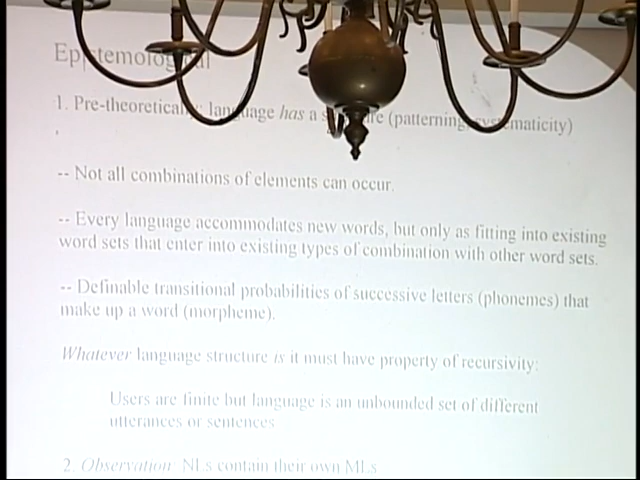 Epistemological
1. Pre-theoretically: language has a structure (patterning, systematicity)
-- Not all combinations of elements can occur.
-- Every language accommodates new words, but only as fitting into existing
word sets that enter into existing types of combination with other word sets.
-- Definable transitional probabilities of successive letters (phonemes) that
make up a word (morpheme).
Whatever language structure is it must have property of recursivity:
Users are finite but language is an unbounded set of different
utterances or sentences
2. Observation: NLs contain their own MLs